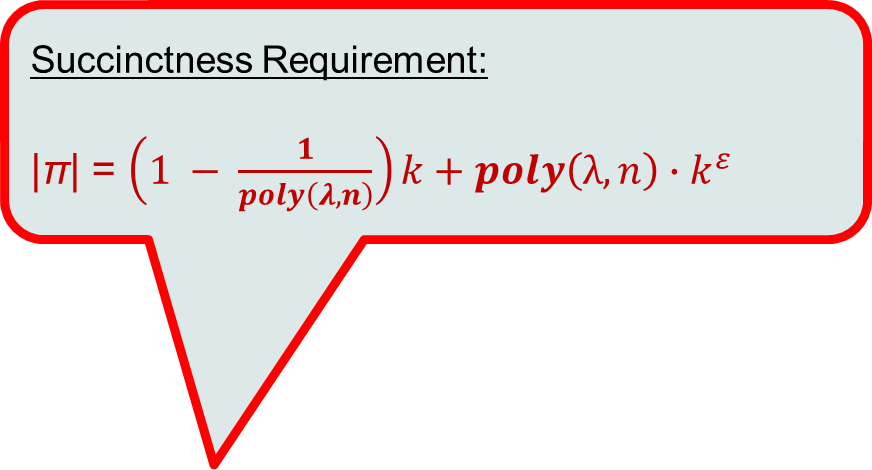 Succinctness Requirement:
|π| = (1 − 1/poly(λ,n)) k + poly(λ, n) · k^ε